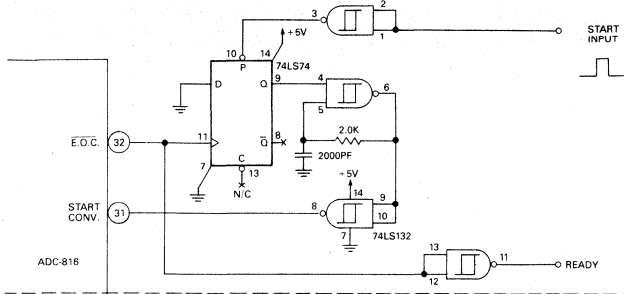 3
2
1
START
INPUT
+5V
10
14
P
74LS74
D
Q
9
4
6
5
E.O.C.
32
11
Q
8
2.0K
2000PF
7
C
13
N/C
+5V
14
START
CONV.
31
8
9
10
7
74LS132
13
12
11
READY
ADC-816